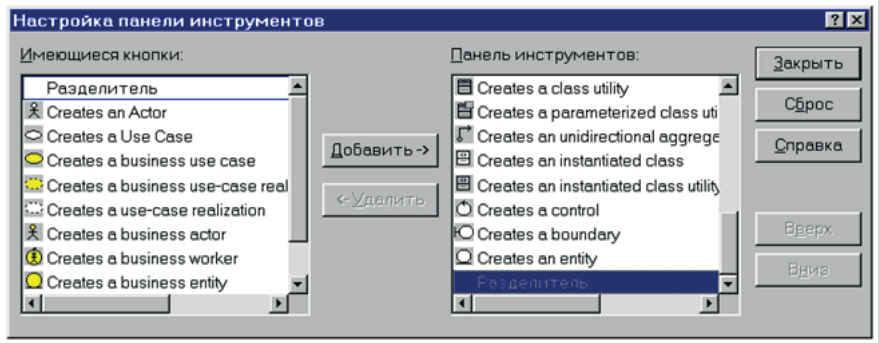 Настройка панели инструментов
Имеющиеся кнопки:
Разделитель
Creates an Actor
Creates a Use Case
Creates a business use case
Creates a business use-case real
Creates a use-case realization
Creates a business actor
Creates a business worker
Creates a business entity
Добавить ->
<-Удалить
Панель инструментов:
Creates a class utility
Creates a parameterized class uti
Creates an unidirectional aggrega
Creates an instantiated class
Creates an instantiated class utility
Creates a control
Creates a boundary
Creates an entity
Разделитель
Закрыть
Сброс
Справка
Вверх
Вниз